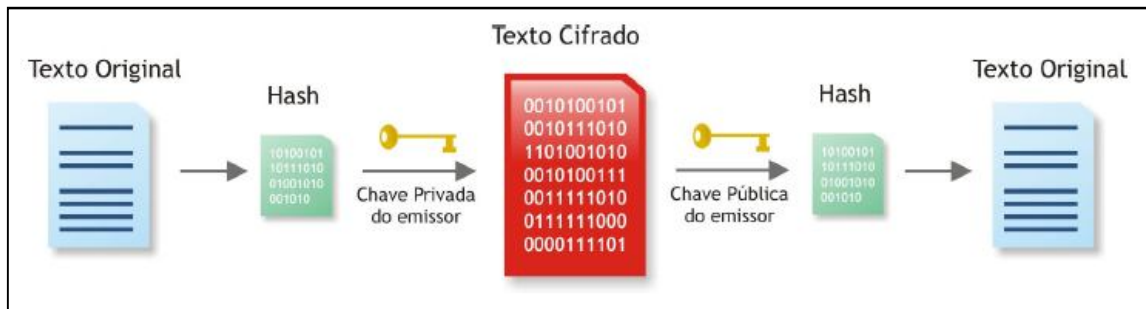 Texto Original
Hash
10100101
10111010
01001010
001010
Chave Privada
do emissor
Texto Cifrado
0010100101
0010111010
1101001010
0010100111
0011111010
0111111000
0000111101
Chave Pública
do emissor
Hash
10100101
10111010
01001010
001010
Texto Original